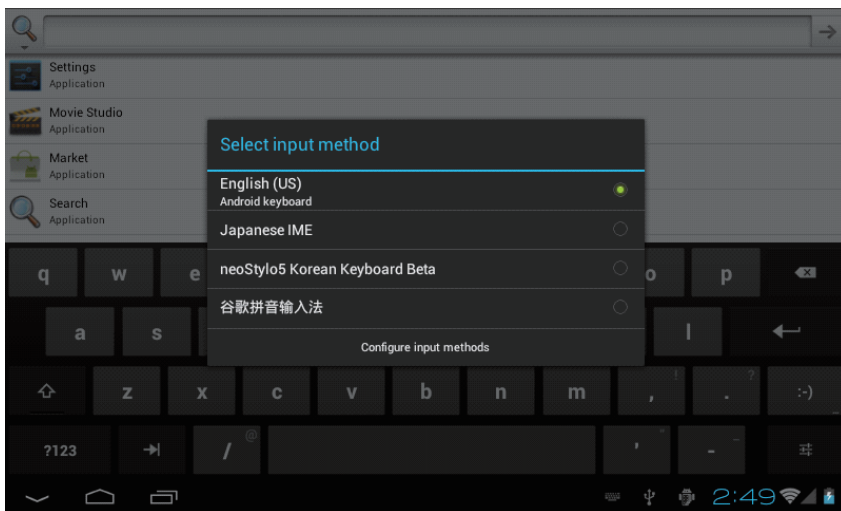 Settings
Application
Movie Studio
Application
Market
Application
Search
Application
Select input method
English (US)
Android keyboard
Japanese IME
neoStylo5 Korean Keyboard Beta
谷歌拼音输入法
Configure input methods
q w e o p
a s l
z x c v b n m , ! . ? :-)
?123 / @ ' " - _
2:49